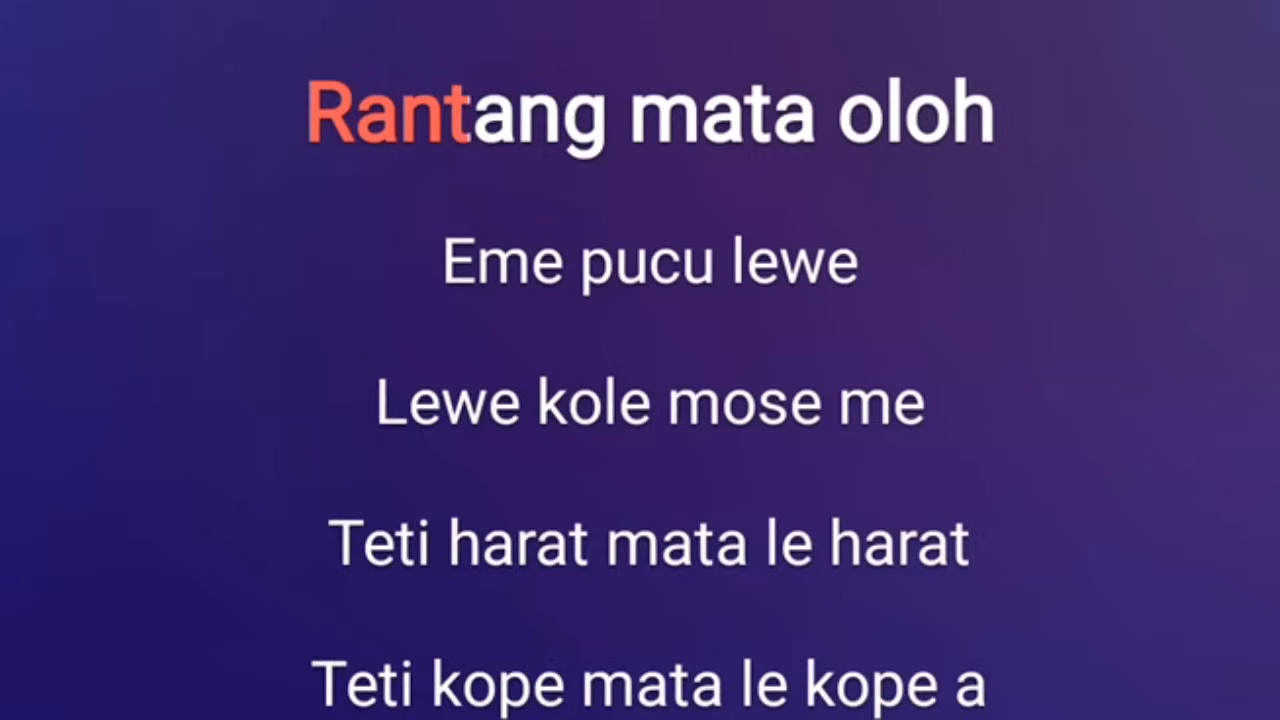 Rantang mata oloh
Eme pucu lewe
Lewe kole mose me
Teti harat mata le harat
Teti kope mata le kope a